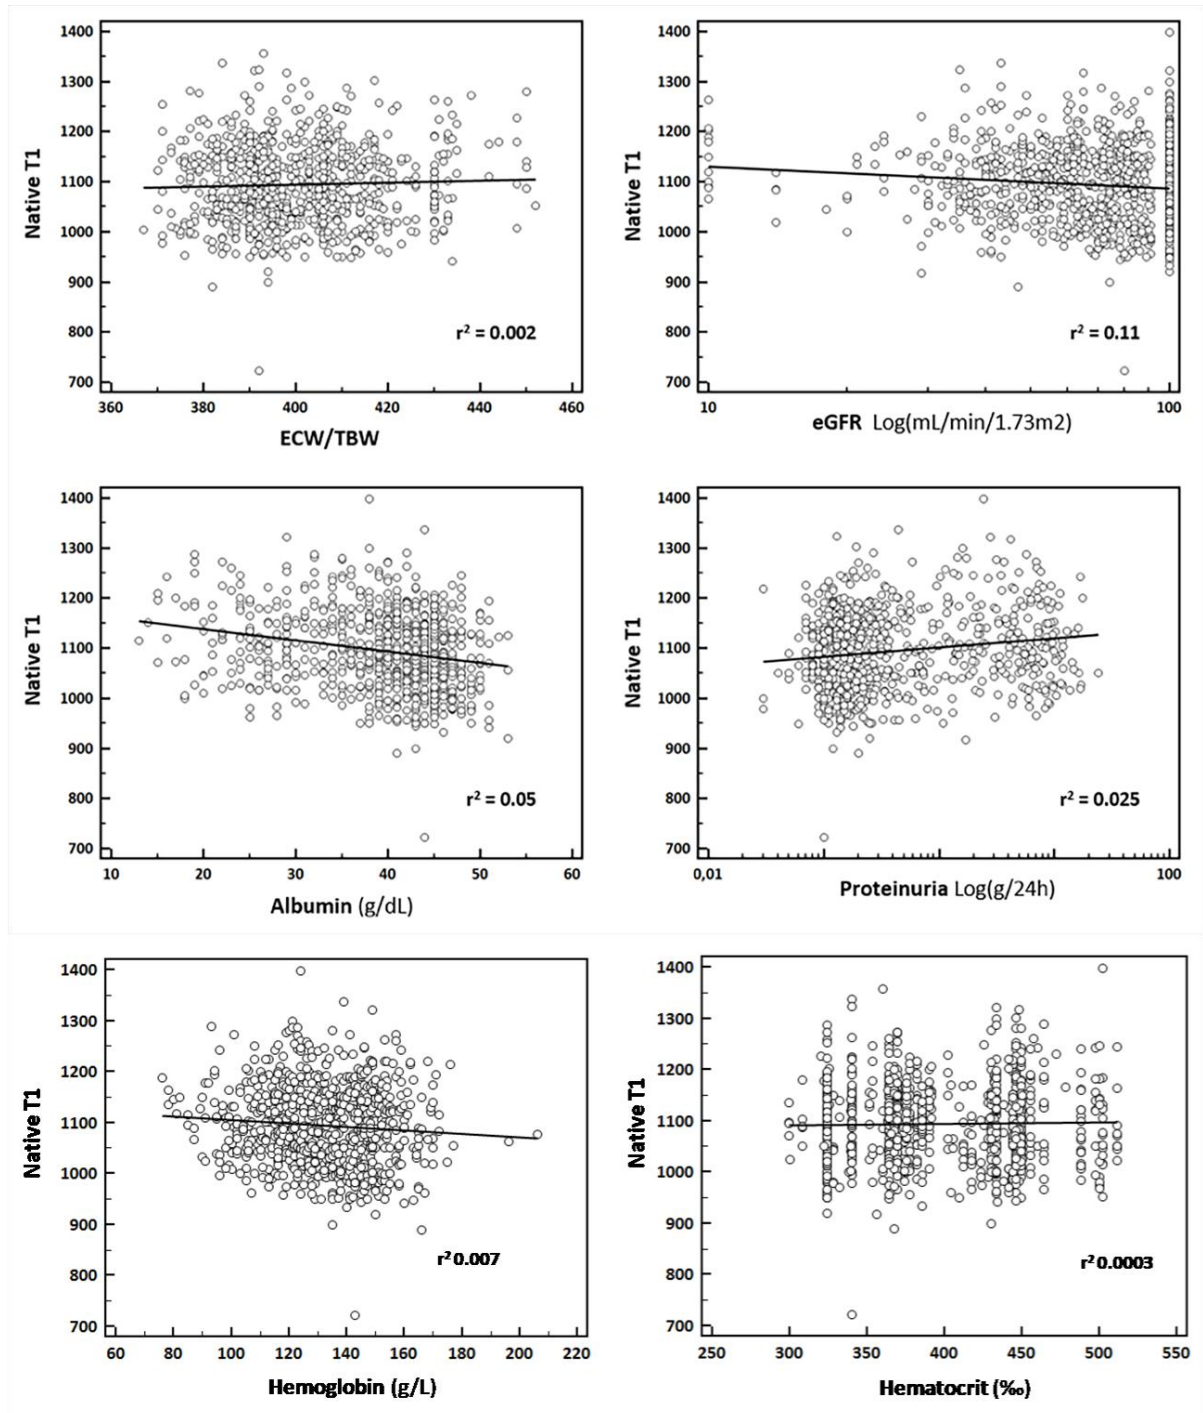 1400
1300
1200
1100
1000
900
800
700
Native T1
r² = 0.002
360 380 400 420 440 460
ECW/TBW
1400
1300
1200
1100
1000
900
800
700
Native T1
r² = 0.11
10 100
eGFR Log(mL/min/1.73m2)
1400
1300
1200
1100
1000
900
800
700
Native T1
r² = 0.05
10 20 30 40 50 60
Albumin (g/dL)
1400
1300
1200
1100
1000
900
800
700
Native T1
r² = 0.025
0,01 100
Proteinuria Log(g/24h)
1400
1300
1200
1100
1000
900
800
700
Native T1
r² 0.007
60 80 100 120 140 160 180 200 220
Hemoglobin (g/L)
1400
1300
1200
1100
1000
900
800
700
Native T1
r² 0.0003
250 300 350 400 450 500 550
Hematocrit (‰)